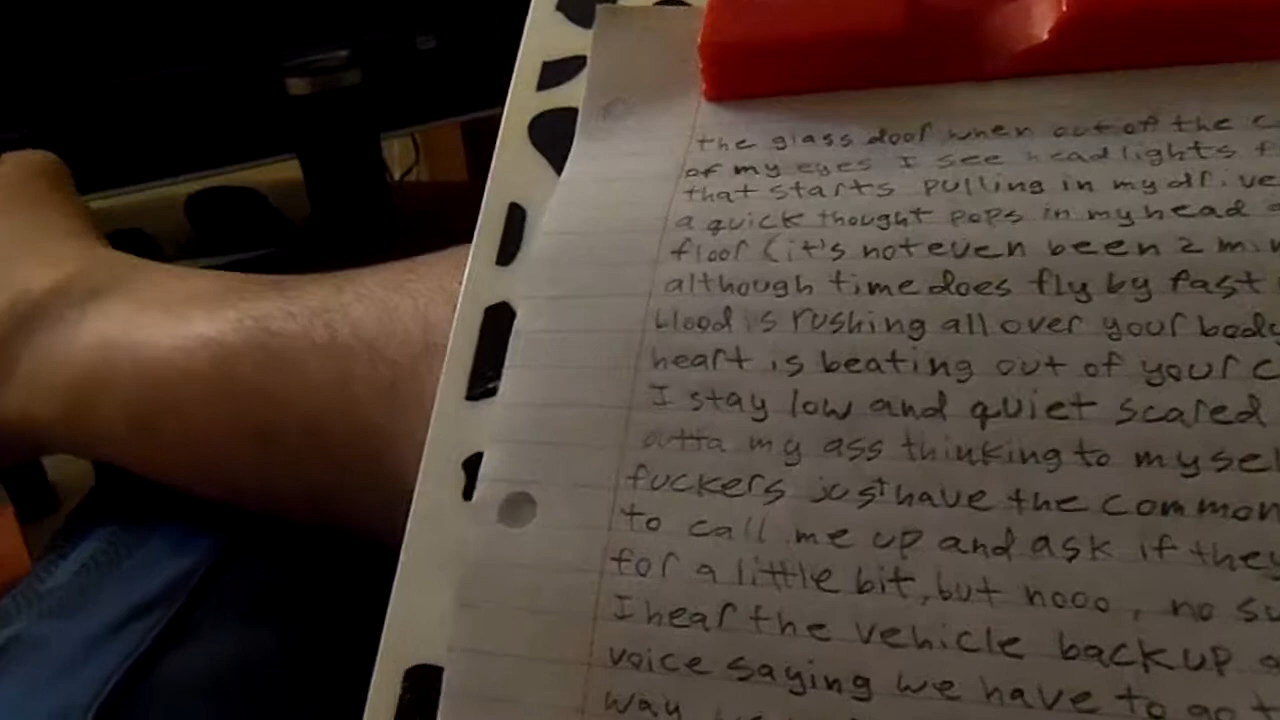 the glass door when out of the c
of my eyes I see headlights f
that starts pulling in my drive
a quick thought pops in my head
floor (it's not even been 2 min
although time does fly by fast
blood is rushing all over your body
heart is beating out of your c
I stay low and quiet scared
outta my ass thinking to mysel
fuckers just have the common
to call me up and ask if they
for a little bit, but nooo, no su
I hear the vehicle back up
voice saying we have to go t
way